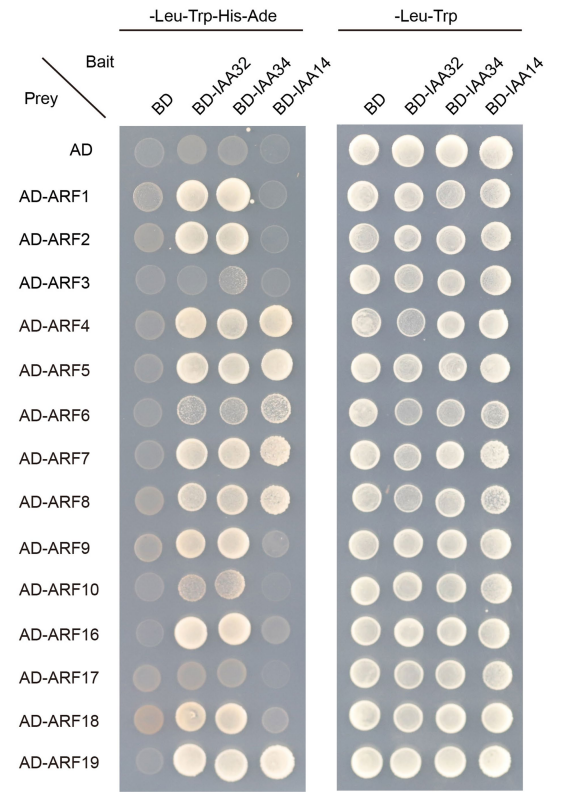 -Leu-Trp-His-Ade
-Leu-Trp
Bait
Prey
BD
BD-IAA32
BD-IAA34
BD-IAA14
BD
BD-IAA32
BD-IAA34
BD-IAA14
AD
AD-ARF1
AD-ARF2
AD-ARF3
AD-ARF4
AD-ARF5
AD-ARF6
AD-ARF7
AD-ARF8
AD-ARF9
AD-ARF10
AD-ARF16
AD-ARF17
AD-ARF18
AD-ARF19